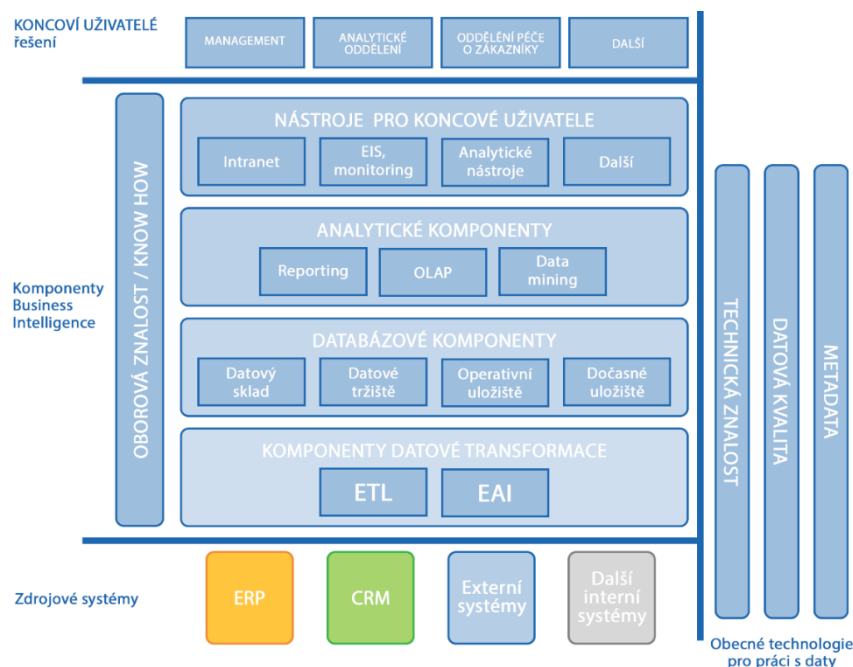 KONCOVÍ UŽIVATELÉ
řešení
MANAGEMENT
ANALYTICKÉ
ODDĚLENÍ
ODDĚLĚNÍ PÉČE
O ZÁKAZNÍKY
DALŠÍ
NÁSTROJE PRO KONCOVÉ UŽIVATELE
Intranet
EIS,
monitoring
Analytické
nástroje
Další
ANALYTICKÉ KOMPONENTY
Reporting
OLAP
Data
mining
Komponenty
Business
Intelligence
OBOROVÁ ZNALOST / KNOW HOW
DATABÁZOVÉ KOMPONENTY
Datový
sklad
Datové
tržiště
Operativní
uložiště
Dočasné
uložiště
KOMPONENTY DATOVÉ TRANSFORMACE
ETL
EAI
TECHNICKÁ ZNALOST
DATOVÁ KVALITA
METADATA
Zdrojové systémy
ERP
CRM
Externí
systémy
Další
interní
systémy
Obecné technologie
pro práci s daty